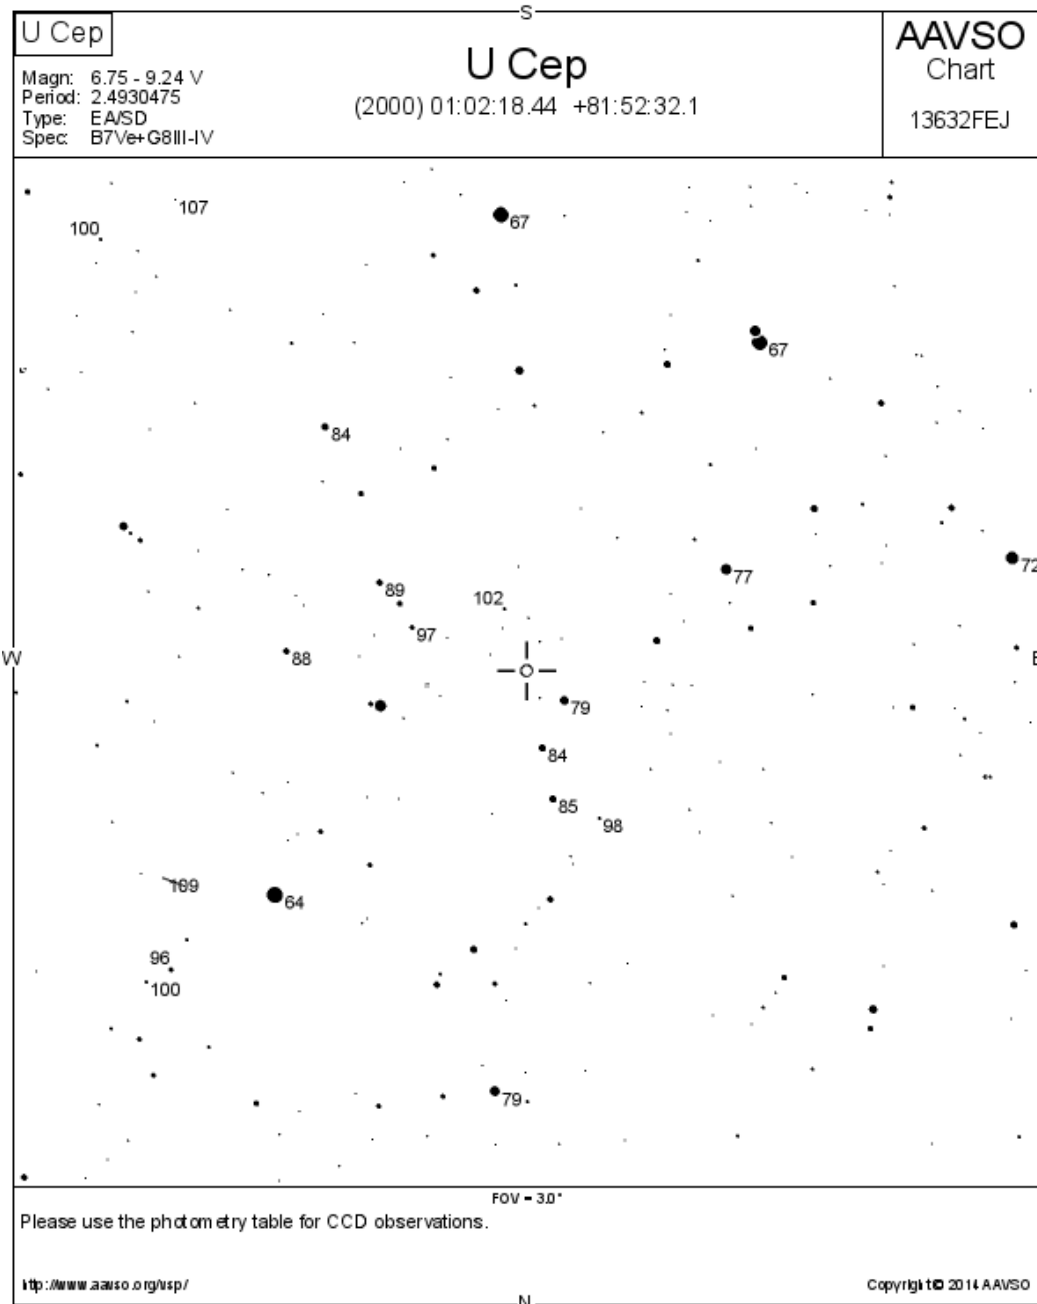 S
U Cep
Magn: 6.75 - 9.24 V
Period: 2.4930475
Type: EA/SD
Spec: B7Ve+G8III-IV
U Cep
(2000) 01:02:18.44 +81:52:32.1
AAVSO
Chart
13632FEJ
107
67
100
67
84
77
72
89
102
97
W
88
E
79
84
85
98
109
64
96
100
79
FOV = 3.0°
Please use the photometry table for CCD observations.
http://www.aavso.org/vsp/
Copyright © 2014 AAVSO
N